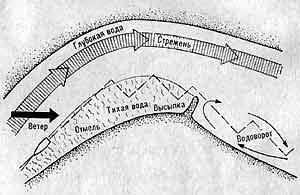 Глубокая вода
Стрежень
Ветер
Тихая вода
Отмель
Высыпка
Водоворот